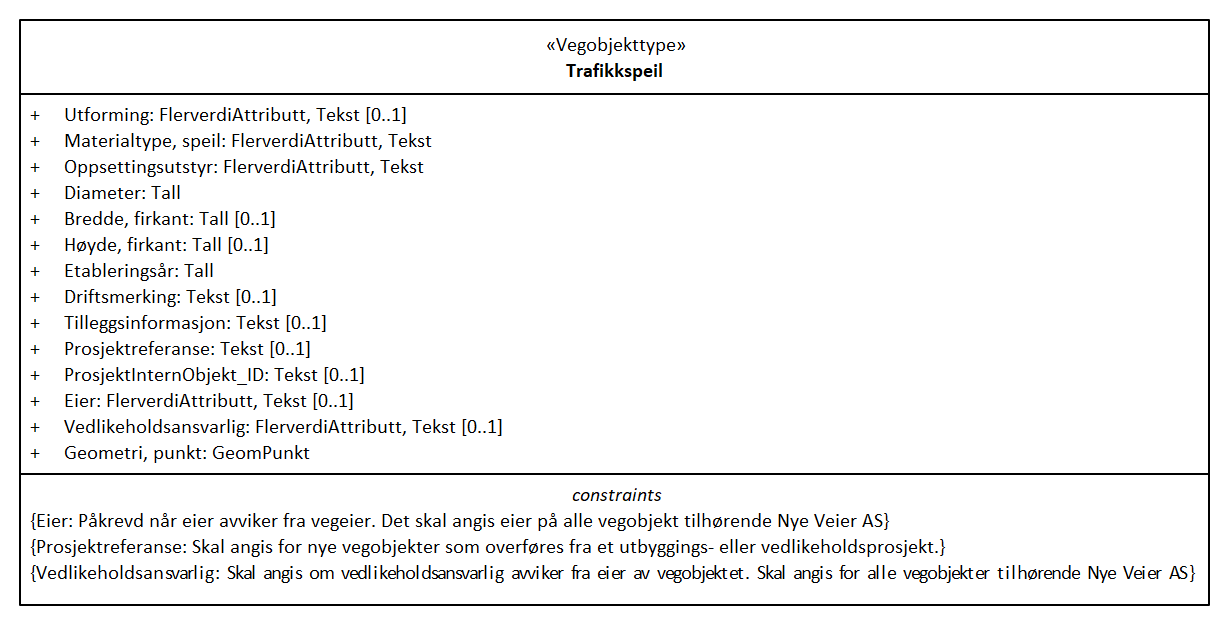 «Vegobjekttype»
Trafikkspeil
+ Utforming: FlerverdiAttributt, Tekst [0..1]
+ Materialtype, speil: FlerverdiAttributt, Tekst
+ Oppsettingsutstyr: FlerverdiAttributt, Tekst
+ Diameter: Tall
+ Bredde, firkant: Tall [0..1]
+ Høyde, firkant: Tall [0..1]
+ Etableringsår: Tall
+ Driftsmerking: Tekst [0..1]
+ Tilleggsinformasjon: Tekst [0..1]
+ Prosjektreferanse: Tekst [0..1]
+ ProsjektInternObjekt_ID: Tekst [0..1]
+ Eier: FlerverdiAttributt, Tekst [0..1]
+ Vedlikeholdsansvarlig: FlerverdiAttributt, Tekst [0..1]
+ Geometri, punkt: GeomPunkt
constraints
{Eier: Påkrevd når eier avviker fra vegeier. Det skal angis eier på alle vegobjekt tilhørende Nye Veier AS}
{Prosjektreferanse: Skal angis for nye vegobjekter som overføres fra et utbyggings- eller vedlikeholdsprosjekt.}
{Vedlikeholdsansvarlig: Skal angis om vedlikeholdsansvarlig avviker fra eier av vegobjektet. Skal angis for alle vegobjekter tilhørende Nye Veier AS}